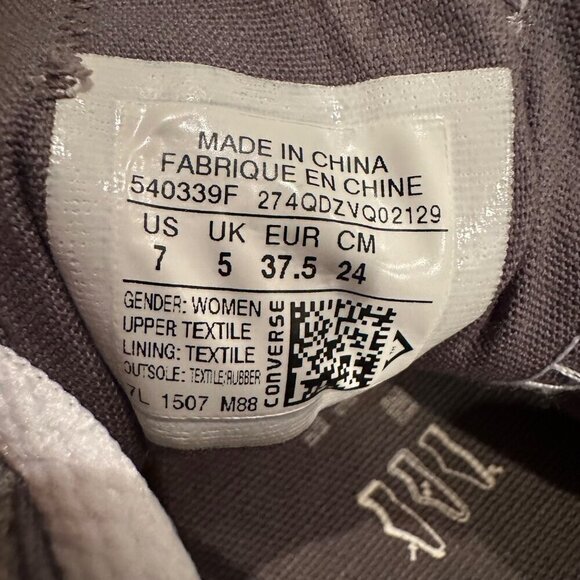 MADE IN CHINA
FABRIQUE EN CHINE
540339F 274QDZVQ02129
US UK EUR CM
7 5 37.5 24
GENDER: WOMEN
UPPER TEXTILE
LINING: TEXTILE
OUTSOLE: TEXTILE/RUBBER
7L 1507 M88
CONVERSE